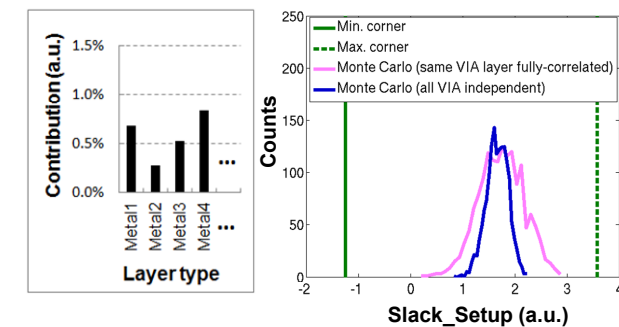 Contribution (a.u.)
1.5%
1.0%
0.5%
0.0%
Metal1
Metal2
Metal3
Metal4
...
...
Layer type
Counts
250
200
150
100
50
0
Min. corner
Max. corner
Monte Carlo (same VIA layer fully-correlated)
Monte Carlo (all VIA independent)
-2
-1
0
1
2
3
4
Slack_Setup (a.u.)